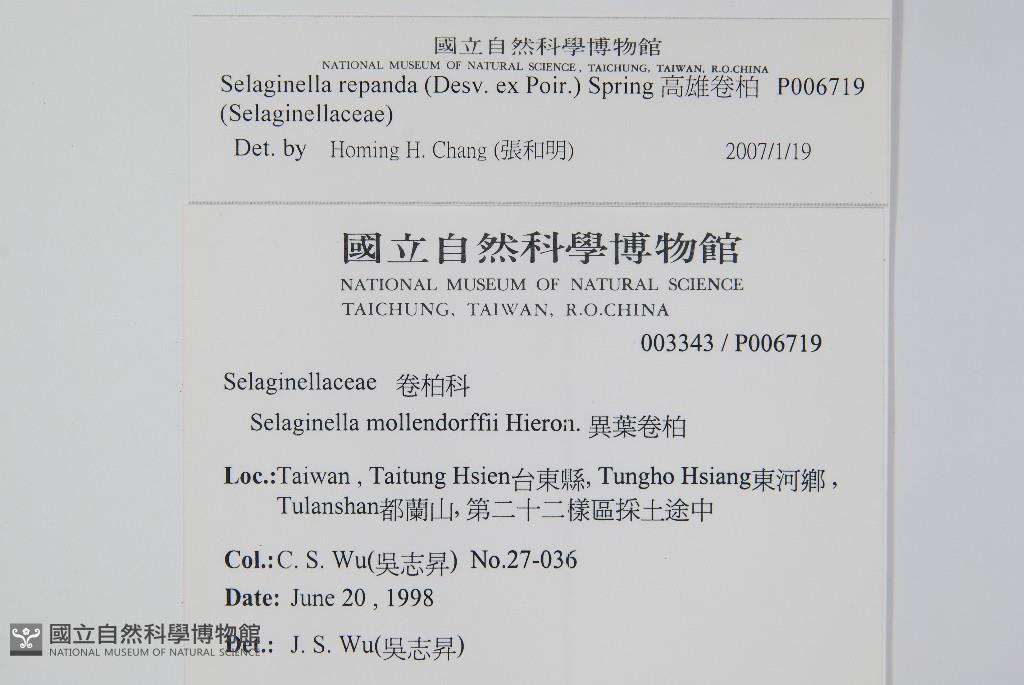 國立自然科學博物館
NATIONAL MUSEUM OF NATURAL SCIENCE, TAICHUNG, TAIWAN, R.O.CHINA
Selaginella repanda (Desv. ex Poir.) Spring 高雄卷柏 P006719
(Selaginellaceae)
Det. by Homing H. Chang (張和明) 2007/1/19
國立自然科學博物館
NATIONAL MUSEUM OF NATURAL SCIENCE
TAICHUNG, TAIWAN, R.O.CHINA
003343 / P006719
Selaginellaceae 卷柏科
Selaginella mollendorffii Hieron. 異葉卷柏
Loc.:Taiwan , Taitung Hsien台東縣, Tungho Hsiang東河鄉 ,
Tulanshan都蘭山, 第二十二樣區採土途中
Col.: C. S. Wu(吳志昇) No.27-036
Date: June 20 , 1998
Det.: J. S. Wu(吳志昇)
國立自然科學博物館
NATIONAL MUSEUM OF NATURAL SCIENCE